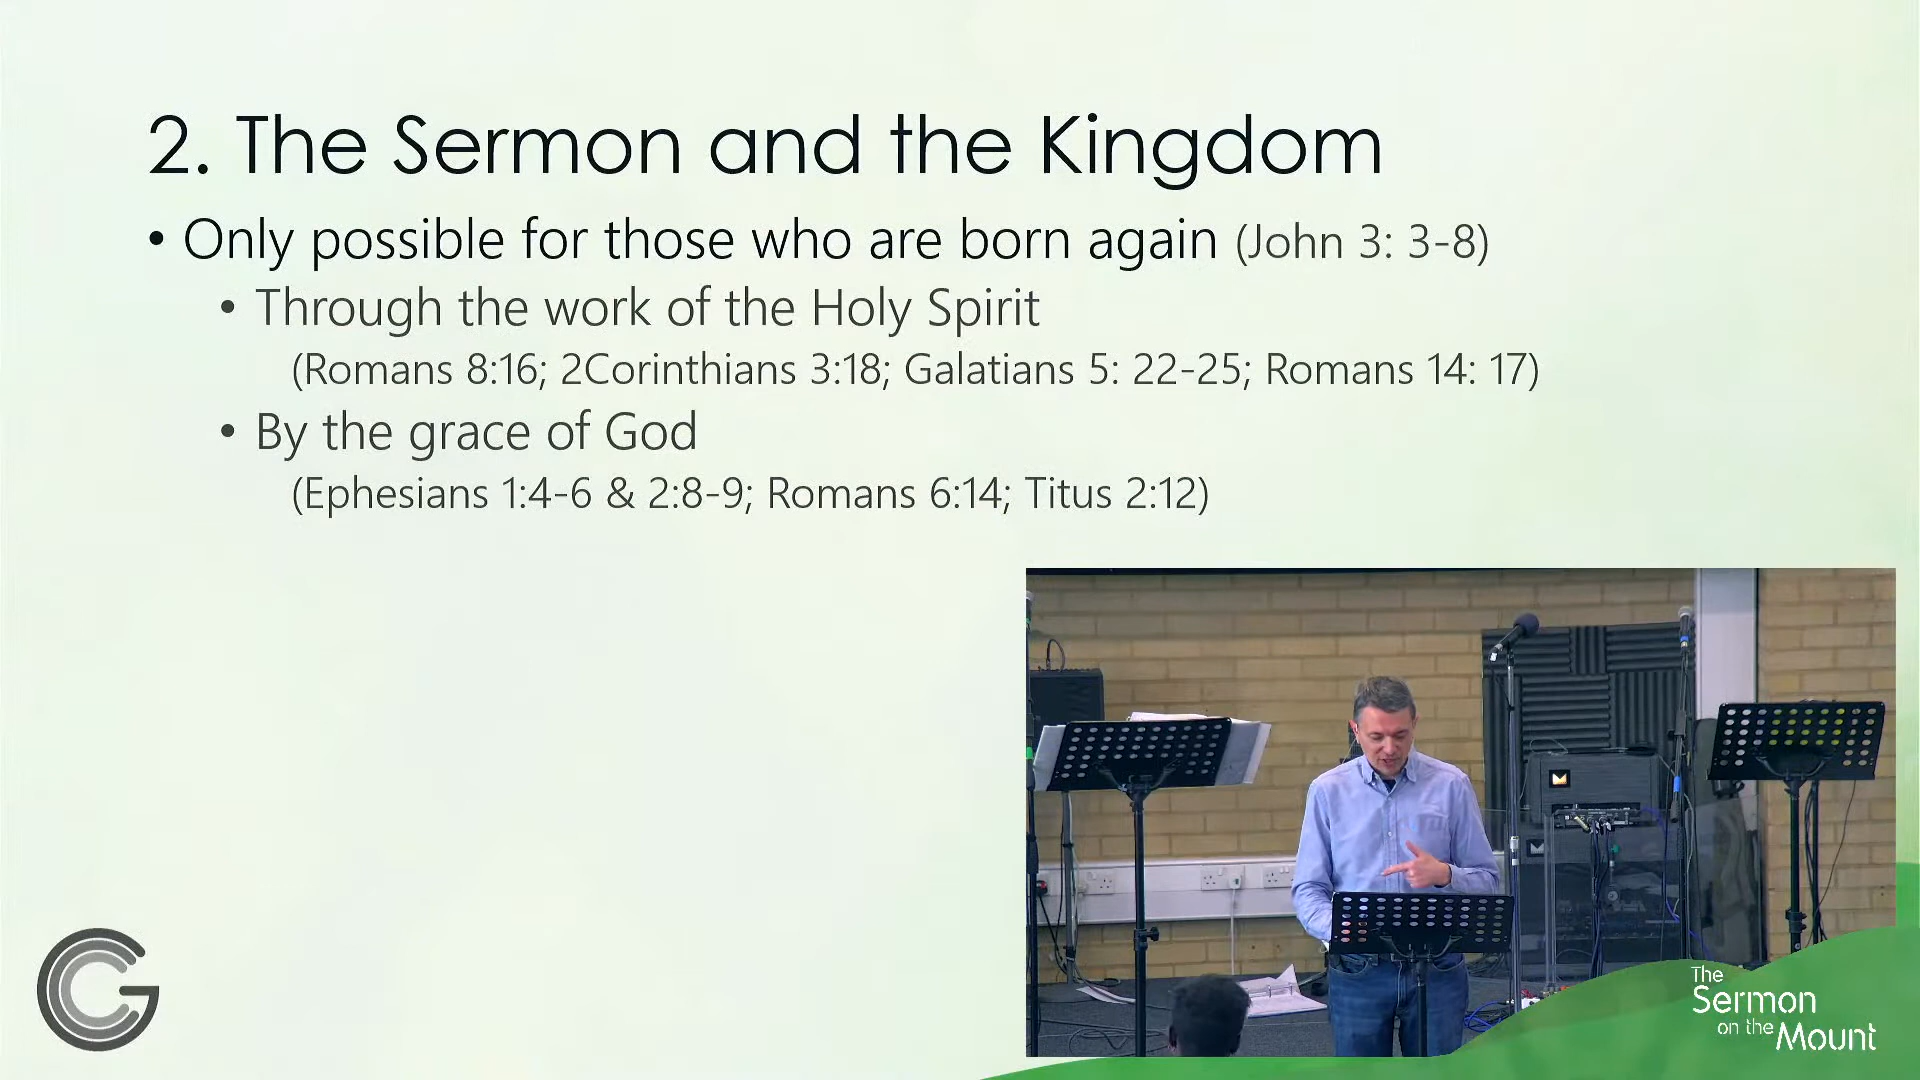 2. The Sermon and the Kingdom
• Only possible for those who are born again (John 3: 3-8)
• Through the work of the Holy Spirit
(Romans 8:16; 2Corinthians 3:18; Galatians 5: 22-25; Romans 14: 17)
• By the grace of God
(Ephesians 1:4-6 & 2:8-9; Romans 6:14; Titus 2:12)
The
Sermon
on the
Mount